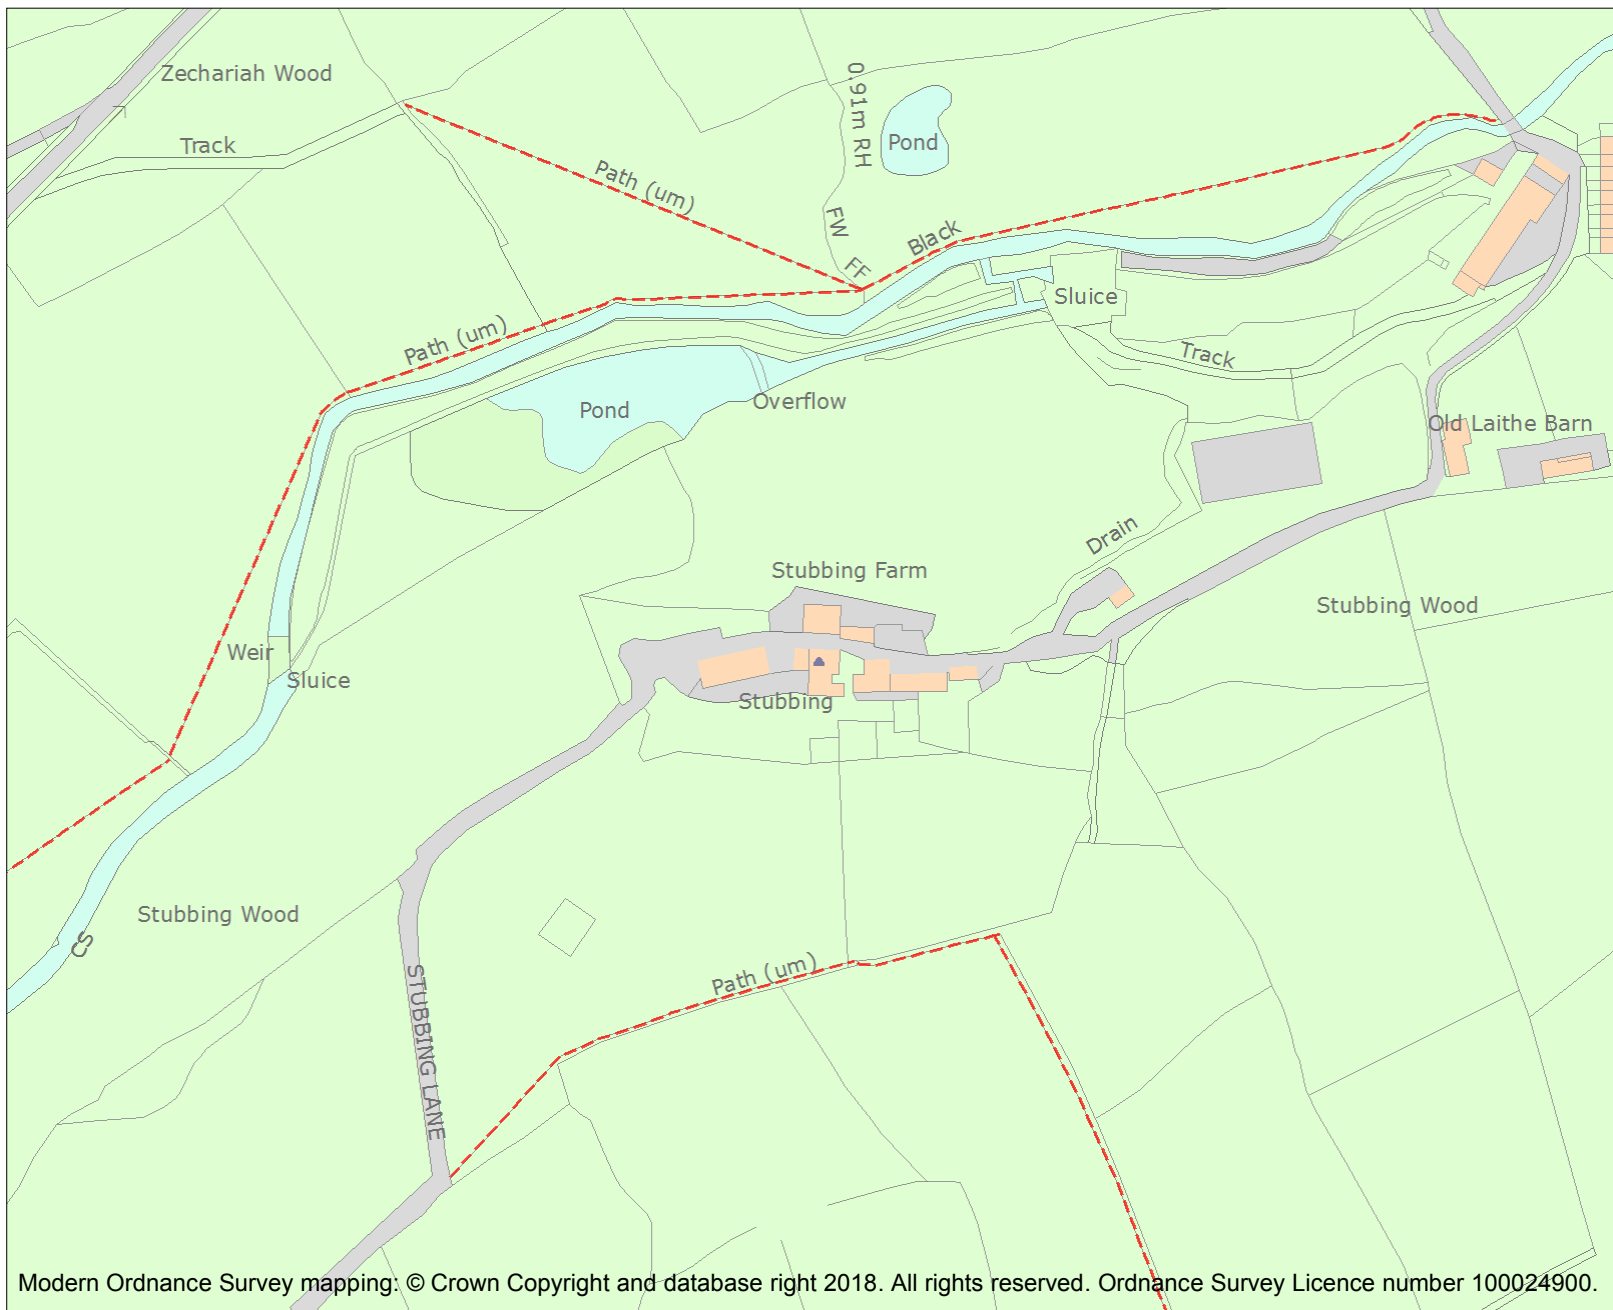 Zechariah Wood
Track
0.91m RH
Pond
Path (um)
FW
Black
FF
Sluice
Path (um)
Track
Pond
Overflow
Old Laithe Barn
Drain
Stubbing Farm
Stubbing Wood
Weir
Sluice
Stubbing
Stubbing Wood
CS
Path (um)
STUBBING LANE
Modern Ordnance Survey mapping: © Crown Copyright and database right 2018. All rights reserved. Ordnance Survey Licence number 100024900.